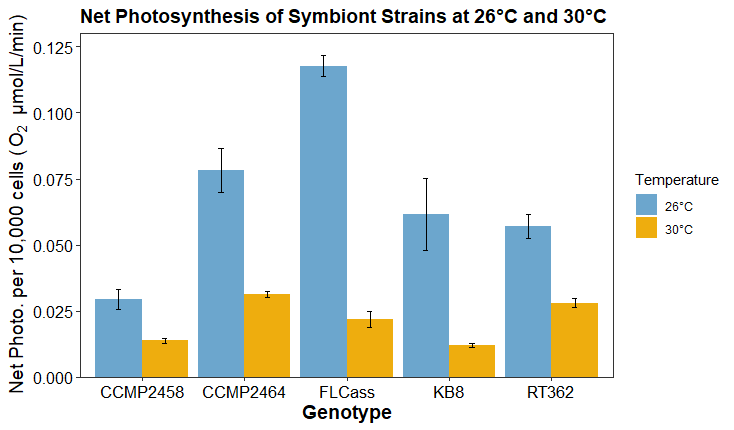 Net Photosynthesis of Symbiont Strains at 26°C and 30°C
Net Photo. per 10,000 cells ( O₂ µmol/L/min)
0.125
0.100
0.075
0.050
0.025
0.000
CCMP2458 CCMP2464 FLCass KB8 RT362
Genotype
Temperature
26°C
30°C